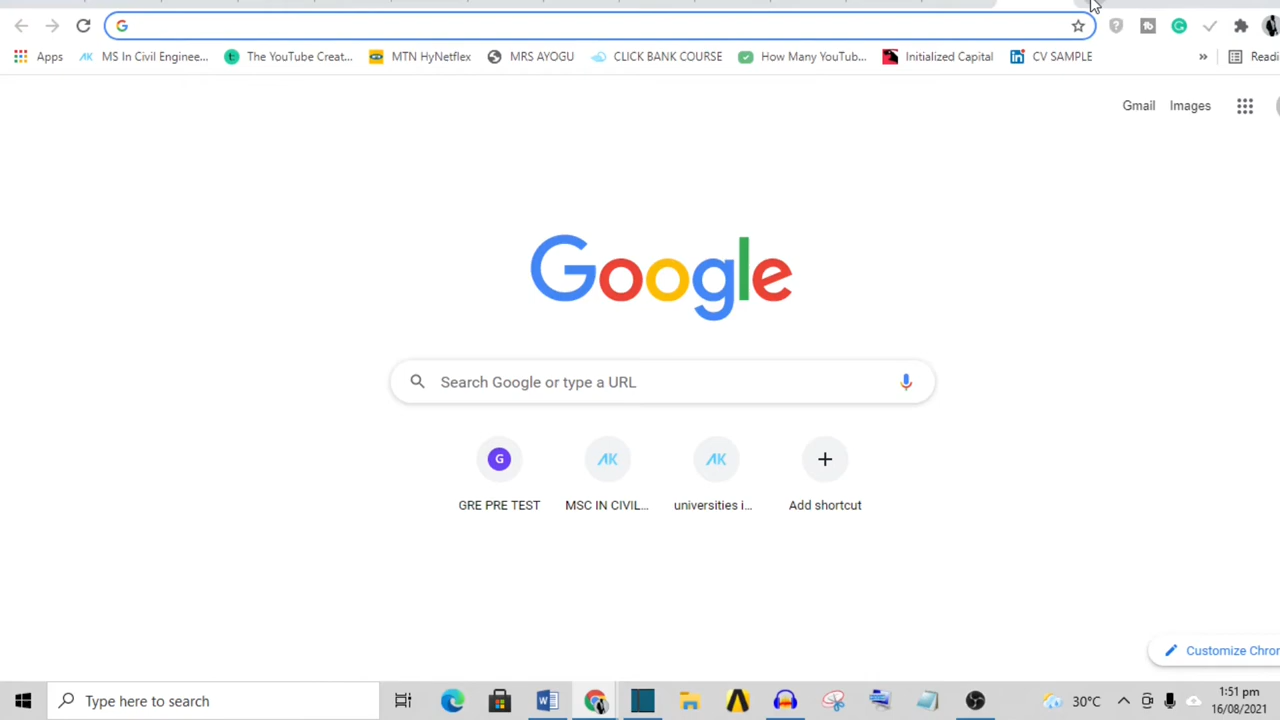 Apps MS In Civil Enginee... The YouTube Creat... MTN HyNetflex MRS AYOGU CLICK BANK COURSE How Many YouTub... Initialized Capital CV SAMPLE » Readi
Gmail Images
Google
Search Google or type a URL
G AK AK
GRE PRE TEST MSC IN CIVIL... universities i... Add shortcut
Customize Chror
Type here to search 30°C 1:51 pm
16/08/2021